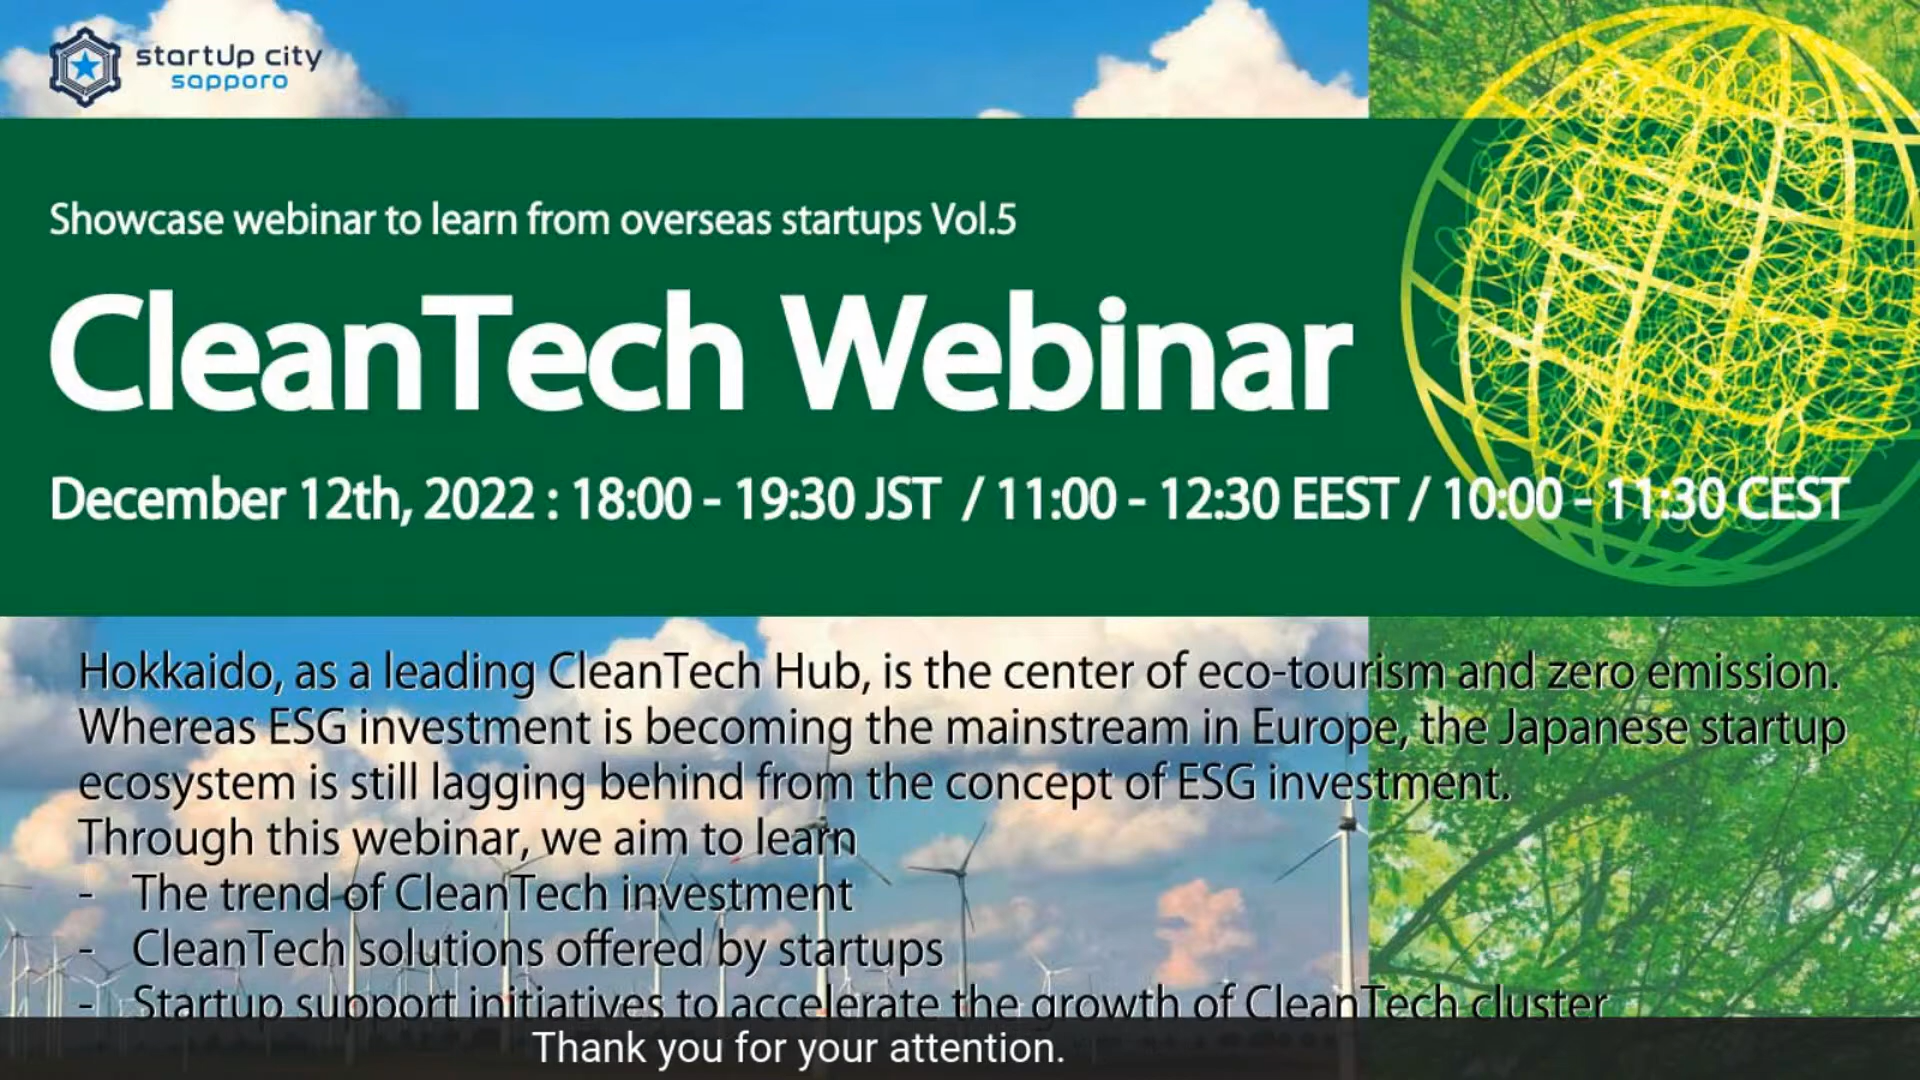 startup city
sapporo
Showcase webinar to learn from overseas startups Vol.5
CleanTech Webinar
December 12th, 2022 : 18:00 - 19:30 JST / 11:00 - 12:30 EEST / 10:00 - 11:30 CEST
Hokkaido, as a leading CleanTech Hub, is the center of eco-tourism and zero emission.
Whereas ESG investment is becoming the mainstream in Europe, the Japanese startup
ecosystem is still lagging behind from the concept of ESG investment.
Through this webinar, we aim to learn
- The trend of CleanTech investment
- CleanTech solutions offered by startups
- Startup support initiatives to accelerate the growth of CleanTech cluster
Thank you for your attention.